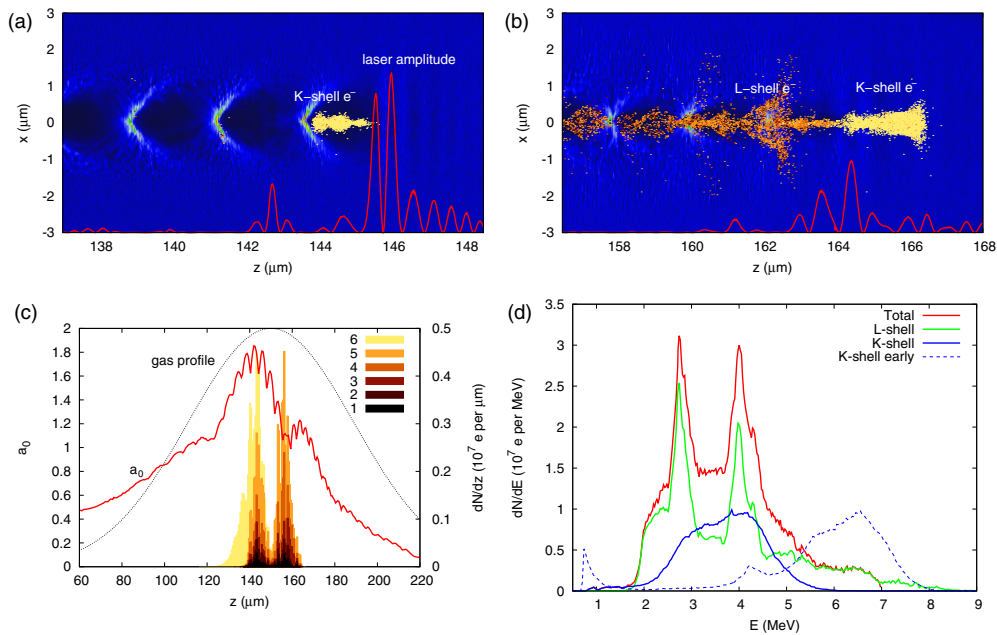 (a)
3
2
1
0
-1
-2
-3
x (μm)
laser amplitude
K-shell e⁻
138 140 142 144 146 148
z (μm)
(b)
3
2
1
0
-1
-2
-3
x (μm)
L-shell e⁻
K-shell e⁻
158 160 162 164 166 168
z (μm)
(c)
2
1.8
1.6
1.4
1.2
1
0.8
0.6
0.4
0.2
0
a₀
gas profile
a₀
6
5
4
3
2
1
0.5
0.4
0.3
0.2
0.1
0
dN/dz (10⁷ e per μm)
60 80 100 120 140 160 180 200 220
z (μm)
(d)
3.5
3
2.5
2
1.5
1
0.5
0
dN/dE (10⁷ e per MeV)
Total
L-shell
K-shell
K-shell early
1 2 3 4 5 6 7 8 9
E (MeV)